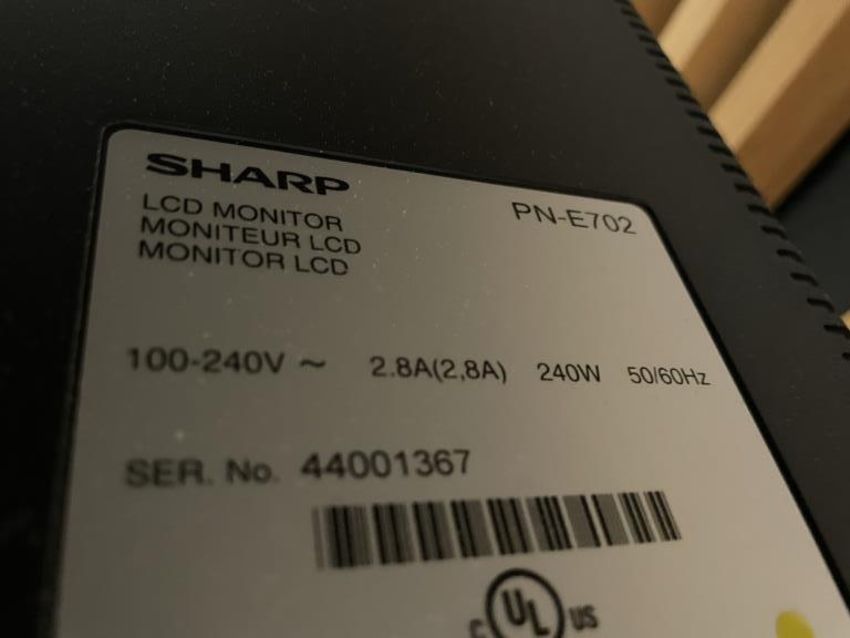 SHARP
LCD MONITOR
MONITEUR LCD
MONITOR LCD
PN-E702
100-240V ~ 2.8A(2,8A) 240W 50/60Hz
SER. No. 44001367
C UL US